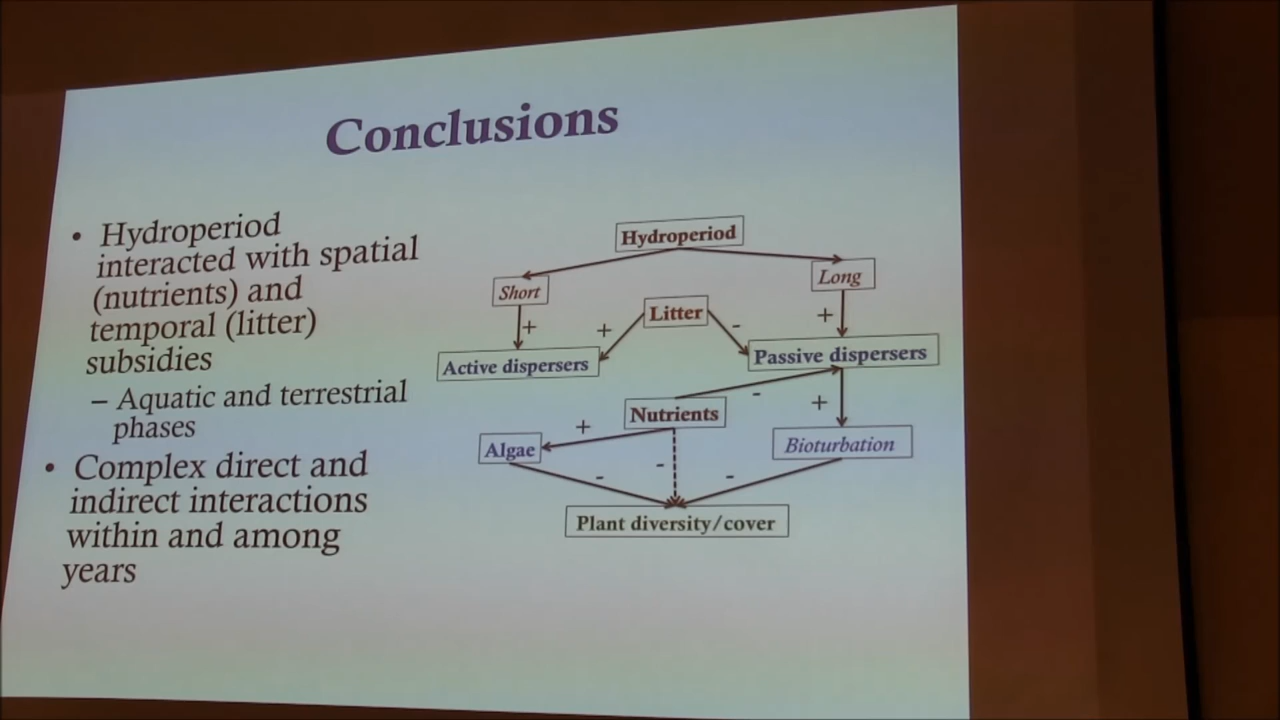 Conclusions
• Hydroperiod
interacted with spatial
(nutrients) and
temporal (litter)
subsidies
– Aquatic and terrestrial
phases
• Complex direct and
indirect interactions
within and among
years
Hydroperiod
Short
Long
Litter
+
+
-
+
Active dispersers
Passive dispersers
Nutrients
-
+
+
Algae
Bioturbation
-
-
-
Plant diversity/cover